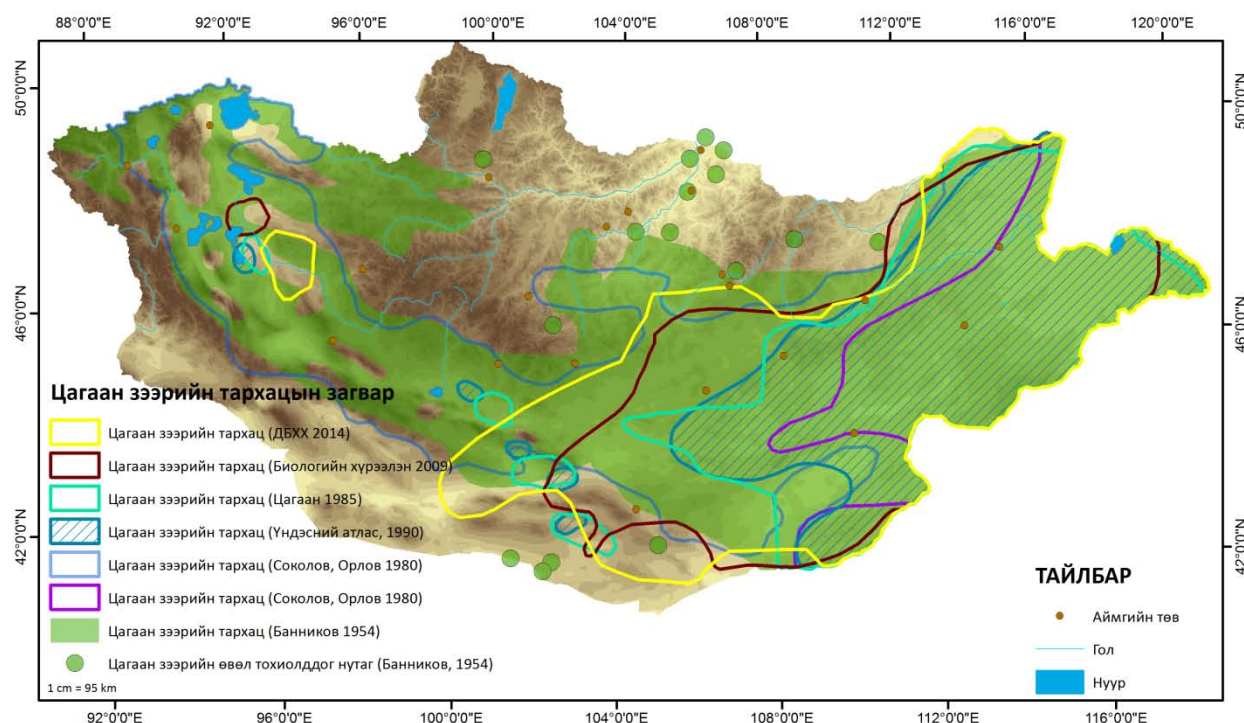 88°0'0"E 92°0'0"E 96°0'0"E 100°0'0"E 104°0'0"E 108°0'0"E 112°0'0"E 116°0'0"E 120°0'0"E
50°0'0"N
50°0'0"N
46°0'0"N
46°0'0"N
42°0'0"N
42°0'0"N
Цагаан зээрийн тархацын загвар
Цагаан зээрийн тархац (ДБХХ 2014)
Цагаан зээрийн тархац (Биологийн хүрээлэн 2009)
Цагаан зээрийн тархац (Цагаан 1985)
Цагаан зээрийн тархац (Үндэсний атлас, 1990)
Цагаан зээрийн тархац (Соколов, Орлов 1980)
Цагаан зээрийн тархац (Соколов, Орлов 1980)
Цагаан зээрийн тархац (Банников 1954)
Цагаан зээрийн өвөл тохиолддог нутаг (Банников, 1954)
1 cm = 95 km
ТАЙЛБАР
Аймгийн төв
Гол
Нуур
92°0'0"E 96°0'0"E 100°0'0"E 104°0'0"E 108°0'0"E 112°0'0"E 116°0'0"E